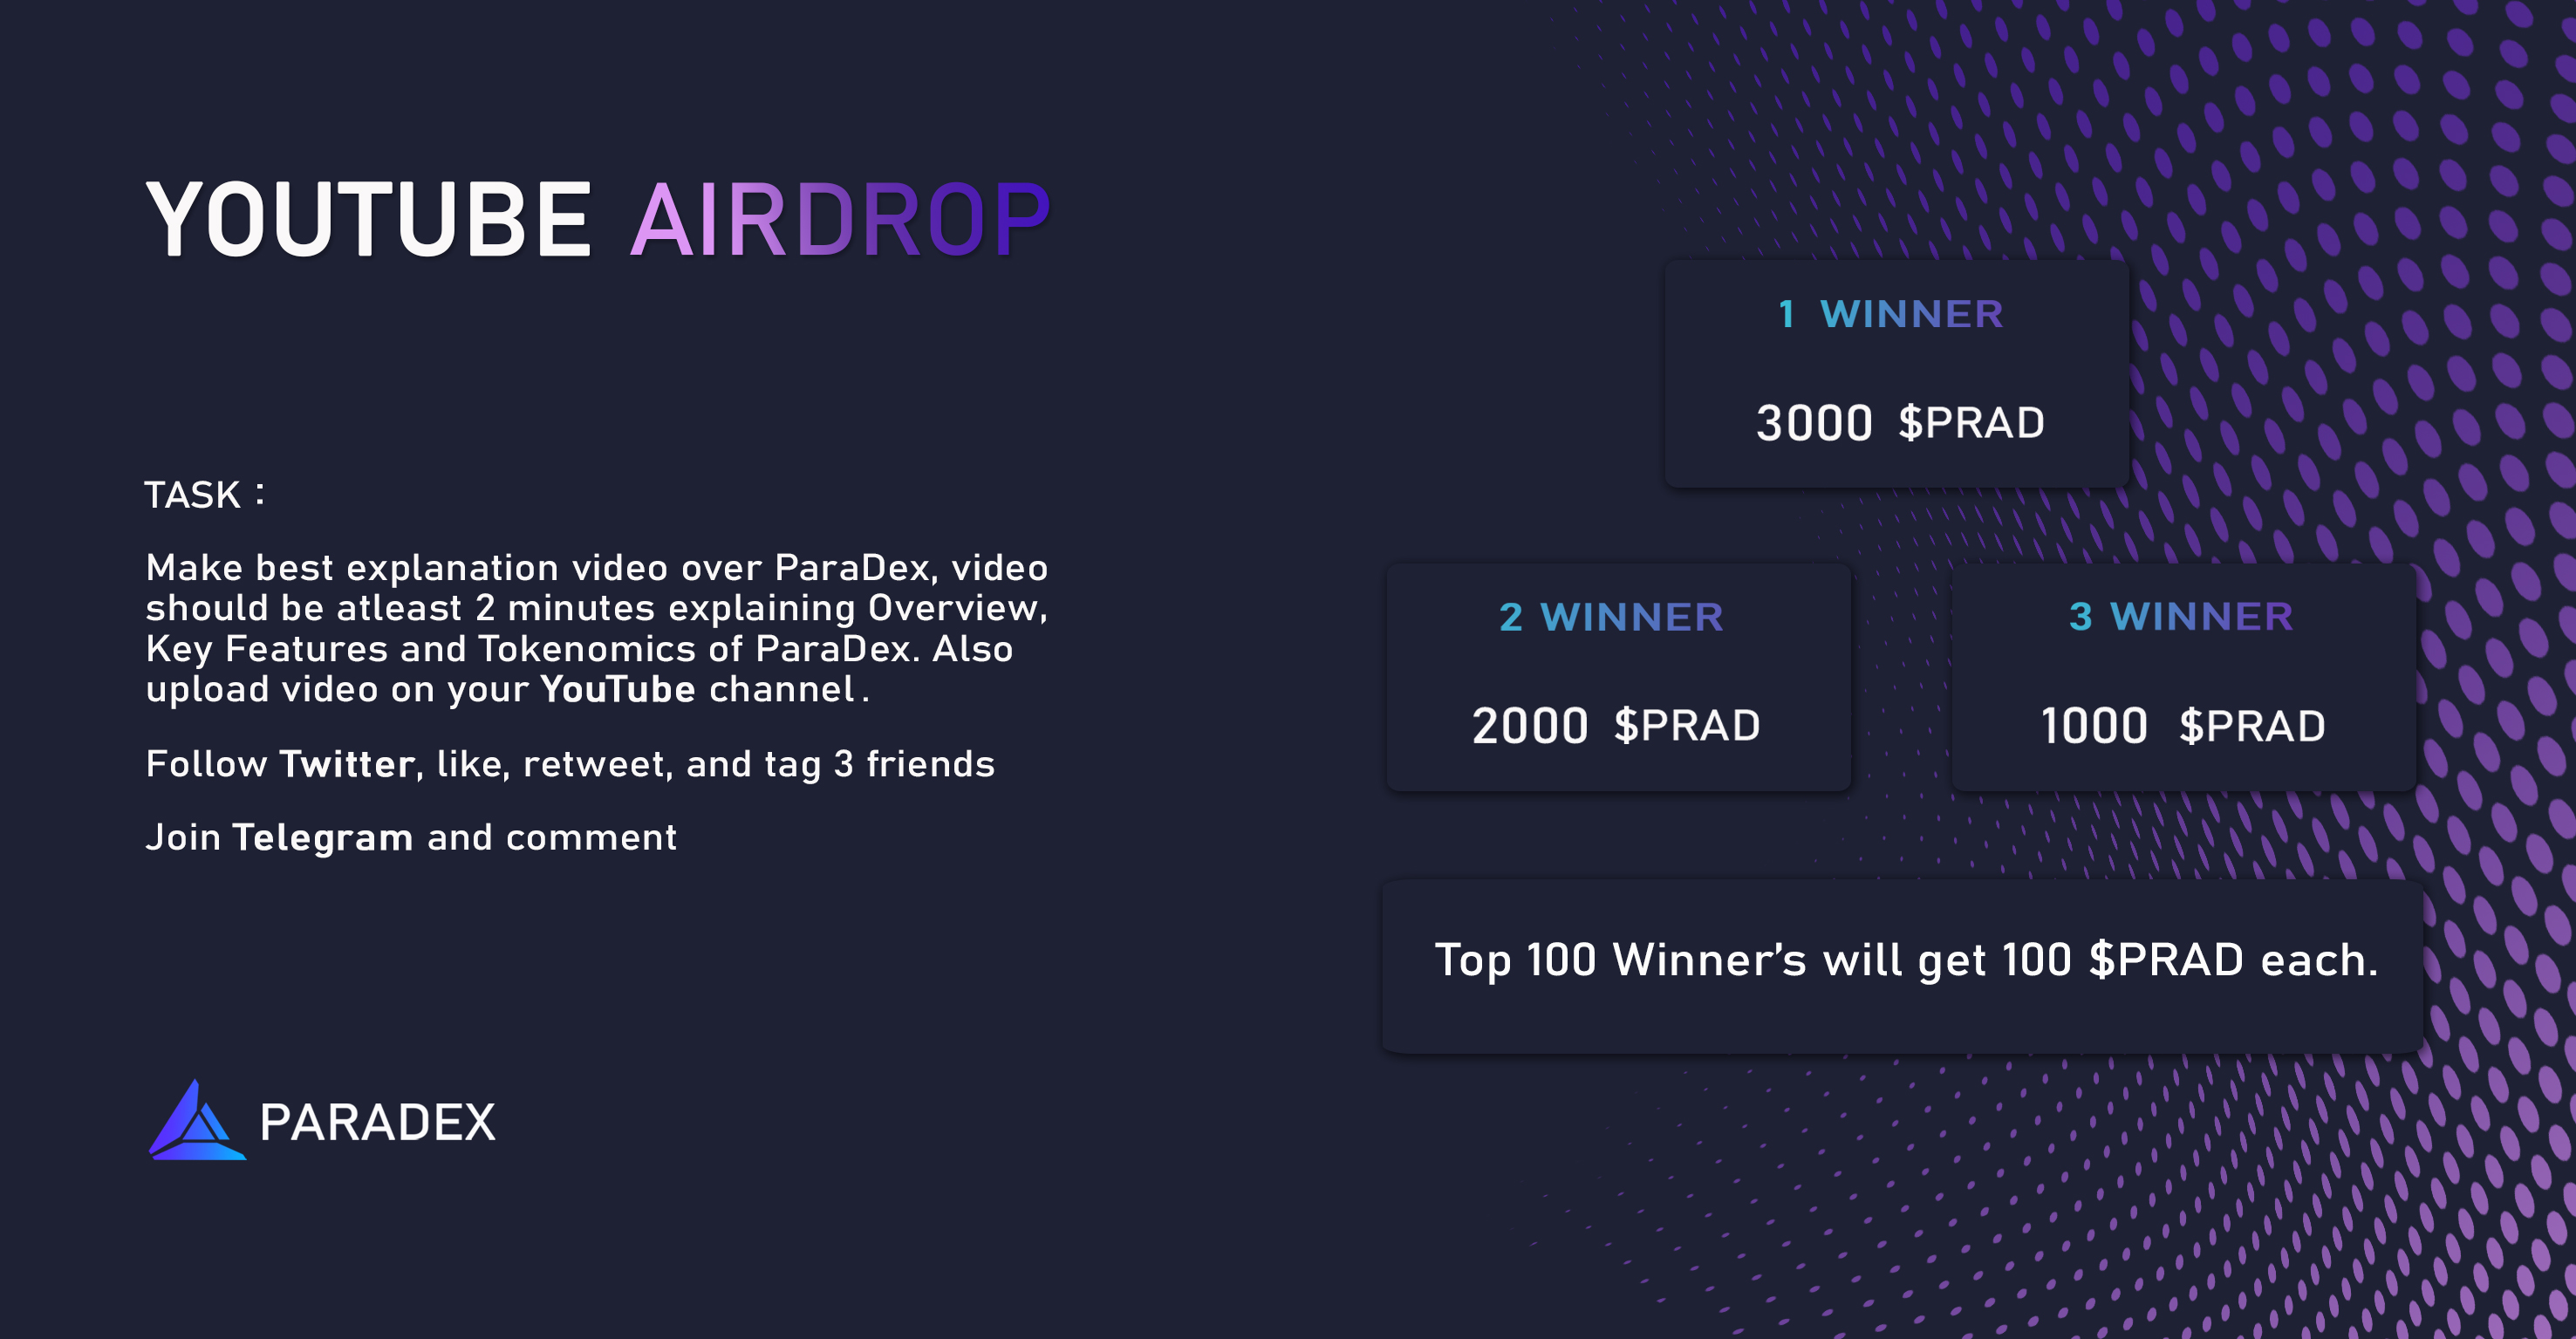 YOUTUBE AIRDROP
TASK :
Make best explanation video over ParaDex, video
should be atleast 2 minutes explaining Overview,
Key Features and Tokenomics of ParaDex. Also
upload video on your YouTube channel.
Follow Twitter, like, retweet, and tag 3 friends
Join Telegram and comment
PARADEX
1 WINNER
3000 $PRAD
2 WINNER
2000 $PRAD
3 WINNER
1000 $PRAD
Top 100 Winner’s will get 100 $PRAD each.